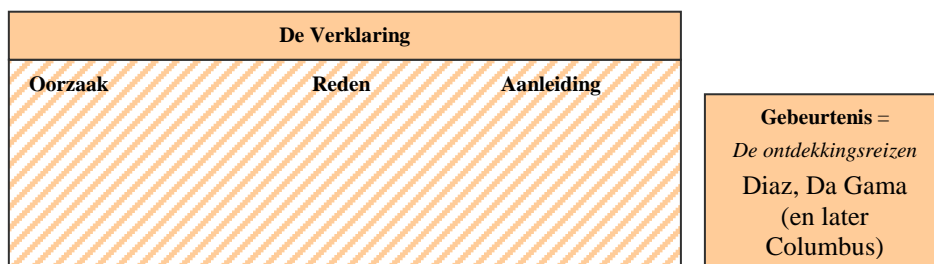 De Verklaring
Oorzaak Reden Aanleiding
Gebeurtenis =
De ontdekkingsreizen
Diaz, Da Gama
(en later
Columbus)